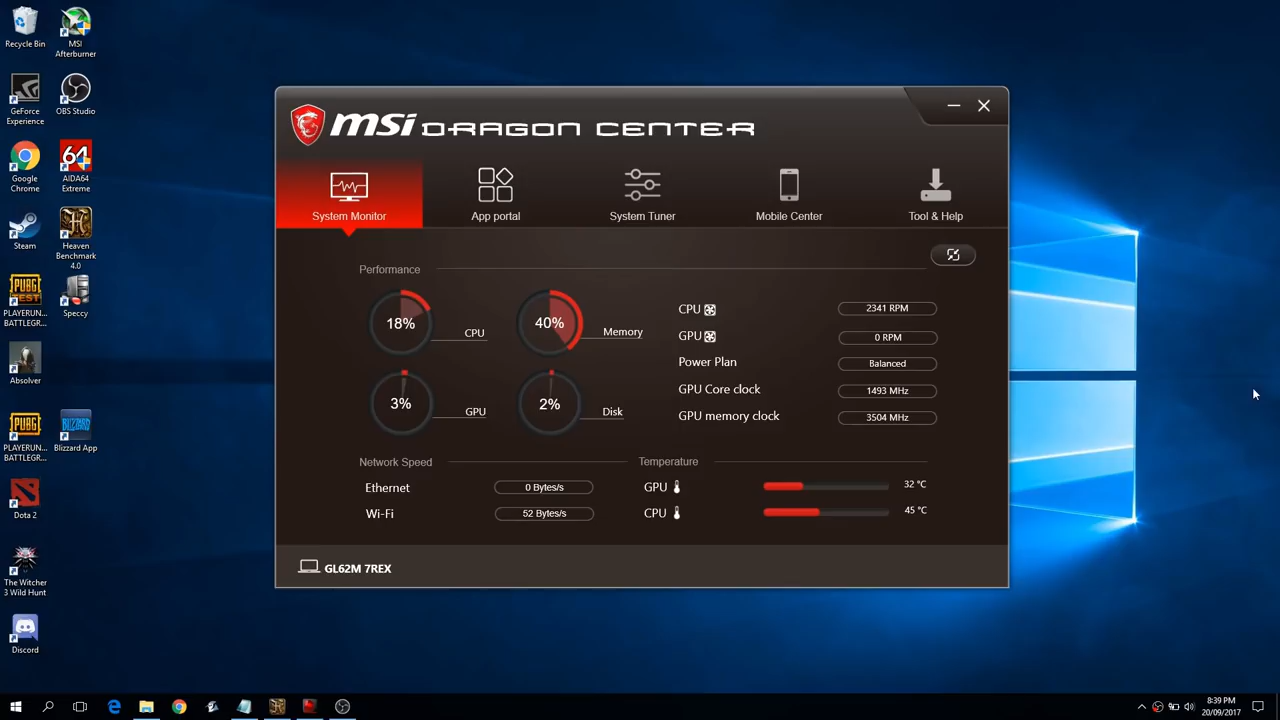 Recycle Bin
MSI
Afterburner
GeForce
Experience
OBS Studio
Google
Chrome
64
AIDA64
Extreme
Steam
Heaven
Benchmark
4.0
PUBG
TEST
PLAYERUN...
BATTLEGR...
Speccy
Absolver
PUBG
PLAYERUN...
BATTLEGR...
BLIZZARD
Blizzard App
Dota 2
The Witcher
3 Wild Hunt
Discord
msi DRAGON CENTER
System Monitor
App portal
System Tuner
Mobile Center
Tool & Help
Performance
18%
CPU
40%
Memory
3%
GPU
2%
Disk
CPU 2341 RPM
GPU 0 RPM
Power Plan Balanced
GPU Core clock 1493 MHz
GPU memory clock 3504 MHz
Network Speed
Ethernet 0 Bytes/s
Wi-Fi 52 Bytes/s
Temperature
GPU 32 °C
CPU 45 °C
GL62M 7REX
8:39 PM
20/09/2017